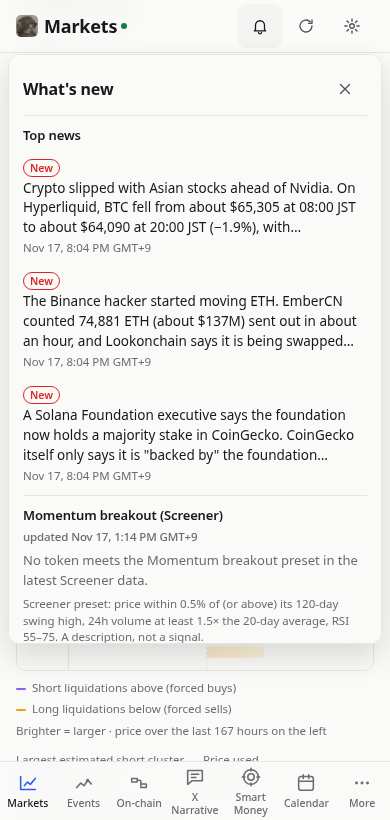 Markets
What's new
Top news
New
Crypto slipped with Asian stocks ahead of Nvidia. On
Hyperliquid, BTC fell from about $65,305 at 08:00 JST
to about $64,090 at 20:00 JST (−1.9%), with...
Nov 17, 8:04 PM GMT+9
New
The Binance hacker started moving ETH. EmberCN
counted 74,881 ETH (about $137M) sent out in about
an hour, and Lookonchain says it is being swapped...
Nov 17, 8:04 PM GMT+9
New
A Solana Foundation executive says the foundation
now holds a majority stake in CoinGecko. CoinGecko
itself only says it is "backed by" the foundation...
Nov 17, 8:04 PM GMT+9
Momentum breakout (Screener)
updated Nov 17, 1:14 PM GMT+9
No token meets the Momentum breakout preset in the
latest Screener data.
Screener preset: price within 0.5% of (or above) its 120-day
swing high, 24h volume at least 1.5× the 20-day average, RSI
55–75. A description, not a signal.
Short liquidations above (forced buys)
Long liquidations below (forced sells)
Brighter = larger · price over the last 167 hours on the left
Largest estimated short cluster Price used
Markets
Events
On-chain
X
Narrative
Smart
Money
Calendar
More